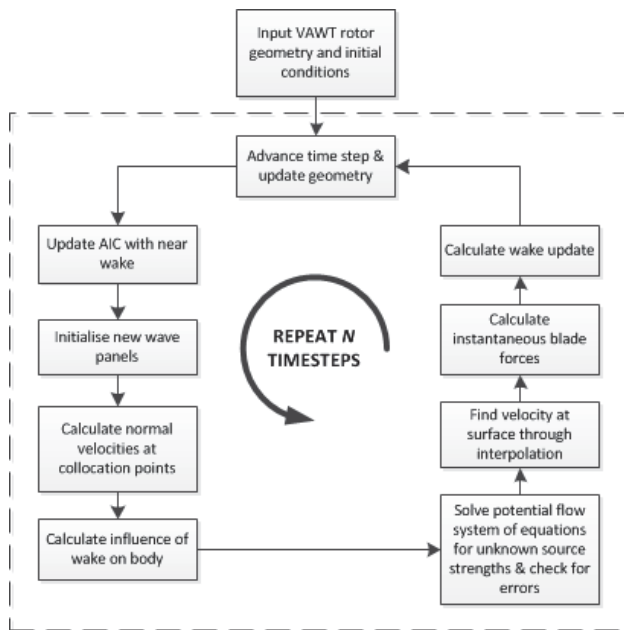 Input VAWT rotor
geometry and initial
conditions
Advance time step &
update geometry
Update AIC with near
wake
Initialise new wave
panels
Calculate normal
velocities at
collocation points
Calculate influence of
wake on body
Solve potential flow
system of equations
for unknown source
strengths & check for
errors
Find velocity at
surface through
interpolation
Calculate
instantaneous blade
forces
Calculate wake update
REPEAT N
TIMESTEPS